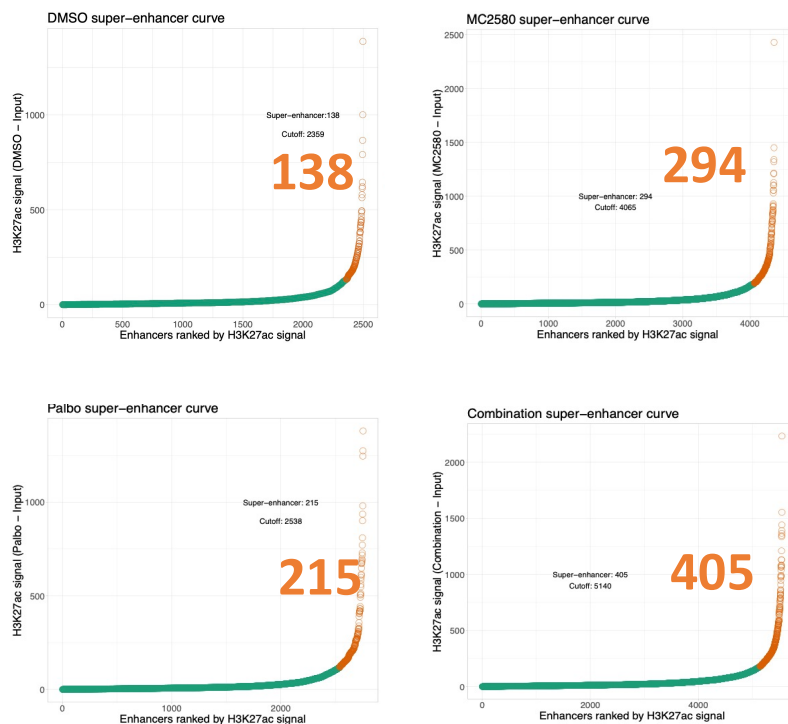 DMSO super−enhancer curve
H3K27ac signal (DMSO − Input)
1000
500
0
Super−enhancer:138
Cutoff: 2359
138
0 500 1000 1500 2000 2500
Enhancers ranked by H3K27ac signal
MC2580 super−enhancer curve
H3K27ac signal (MC2580 − Input)
2500
2000
1500
1000
500
0
294
Super−enhancer: 294
Cutoff: 4065
0 1000 2000 3000 4000
Enhancers ranked by H3K27ac signal
Palbo super−enhancer curve
H3K27ac signal (Palbo − Input)
1000
500
0
Super−enhancer: 215
Cutoff: 2538
215
0 1000 2000
Enhancers ranked by H3K27ac signal
Combination super−enhancer curve
H3K27ac signal (Combination − Input)
2000
1500
1000
500
0
405
Super−enhancer: 405
Cutoff: 5140
0 2000 4000
Enhancers ranked by H3K27ac signal